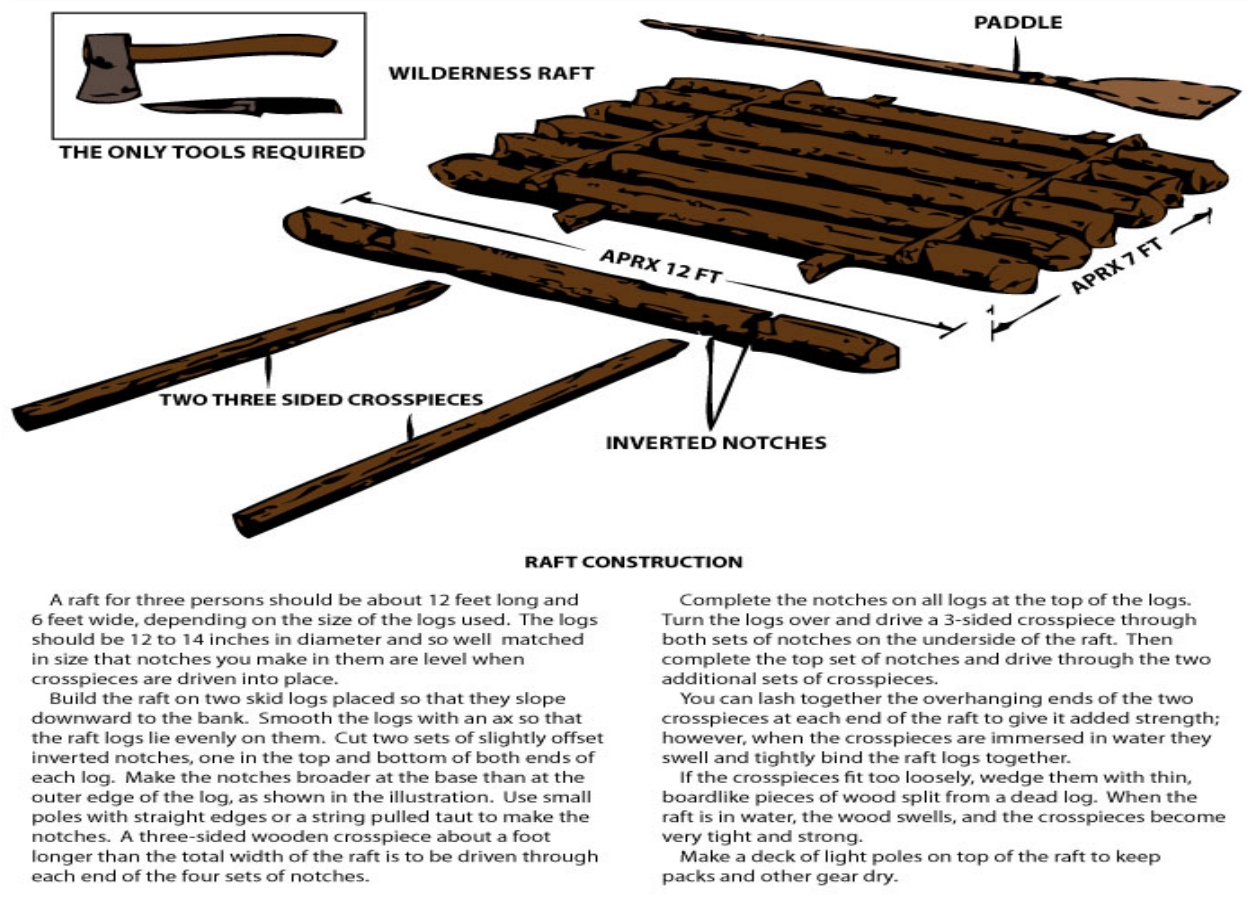 PADDLE
WILDERNESS RAFT
THE ONLY TOOLS REQUIRED
APRX 12 FT
APRX 7 FT
TWO THREE SIDED CROSSPIECES
INVERTED NOTCHES
RAFT CONSTRUCTION
A raft for three persons should be about 12 feet long and
6 feet wide, depending on the size of the logs used. The logs
should be 12 to 14 inches in diameter and so well matched
in size that notches you make in them are level when
crosspieces are driven into place.
Build the raft on two skid logs placed so that they slope
downward to the bank. Smooth the logs with an ax so that
the raft logs lie evenly on them. Cut two sets of slightly offset
inverted notches, one in the top and bottom of both ends of
each log. Make the notches broader at the base than at the
outer edge of the log, as shown in the illustration. Use small
poles with straight edges or a string pulled taut to make the
notches. A three-sided wooden crosspiece about a foot
longer than the total width of the raft is to be driven through
each end of the four sets of notches.
Complete the notches on all logs at the top of the logs.
Turn the logs over and drive a 3-sided crosspiece through
both sets of notches on the underside of the raft. Then
complete the top set of notches and drive through the two
additional sets of crosspieces.
You can lash together the overhanging ends of the two
crosspieces at each end of the raft to give it added strength;
however, when the crosspieces are immersed in water they
swell and tightly bind the raft logs together.
If the crosspieces fit too loosely, wedge them with thin,
boardlike pieces of wood split from a dead log. When the
raft is in water, the wood swells, and the crosspieces become
very tight and strong.
Make a deck of light poles on top of the raft to keep
packs and other gear dry.